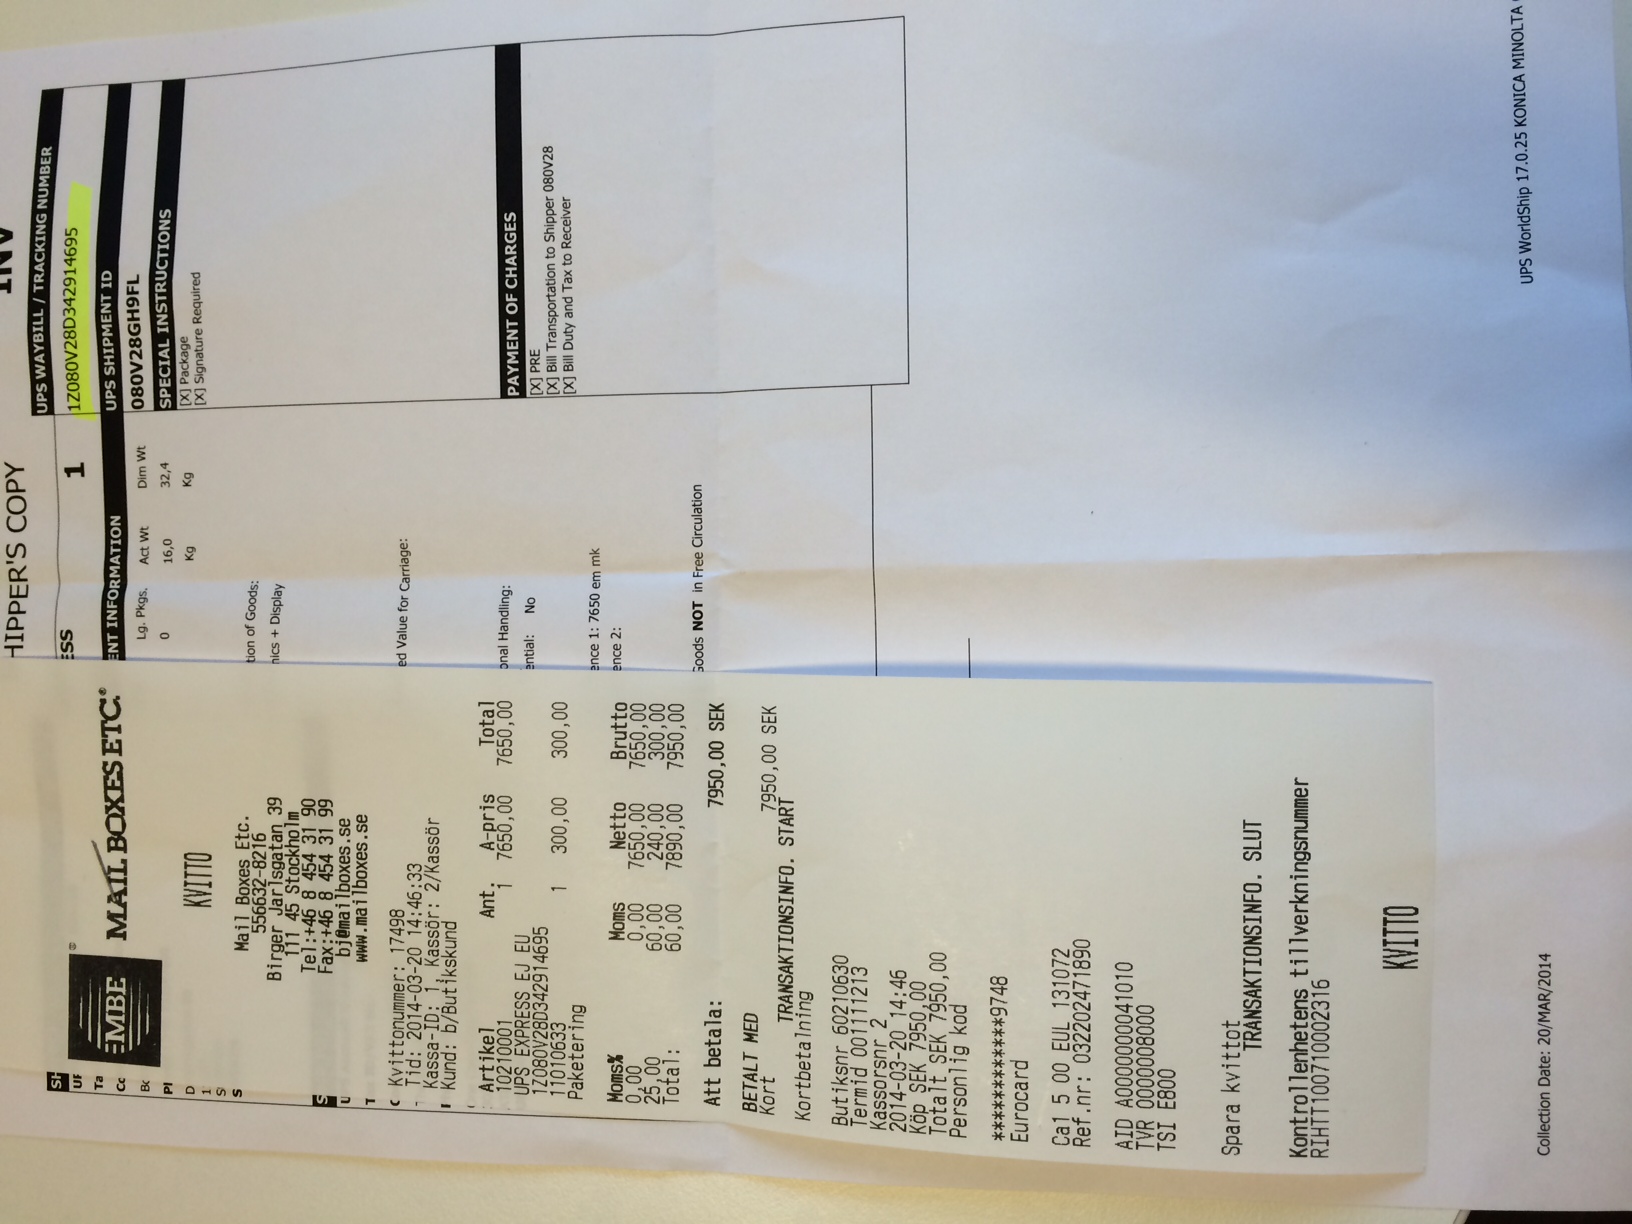 MBE
MAIL BOXES ETC.®
KVITTO
Mail Boxes Etc.
556632-8216
Birger Jarlsgatan 39
111 45 Stockholm
Tel:+46 8 454 31 90
Fax:+46 8 454 31 99
bj@mailboxes.se
www.mailboxes.se
Kvittonummer: 17498
Tid: 2014-03-20 14:46:33
Kassa-ID: 1, Kassör: 2/Kassör
Kund: b/Butikskund
Artikel Ant. A-pris Total
10210001 1 7650,00 7650,00
UPS EXPRESS EJ EU
1Z080V28D342914695
11010633 1 300,00 300,00
Paketering
Moms% Moms Netto Brutto
0,00 0,00 7650,00 7650,00
25,00 60,00 240,00 300,00
Total: 60,00 7890,00 7950,00
Att betala: 7950,00 SEK
BETALT MED
Kort 7950,00 SEK
TRANSAKTIONSINFO. START
Kortbetalning
Butiksnr 60210630
Termid 001111213
Kassorsnr 2
2014-03-20 14:46
Köp SEK 7950,00
Totalt SEK 7950,00
Personlig kod
************9748
Eurocard
Ca1 5 00 EUL 131072
Ref.nr: 032202471890
AID A0000000041010
TVR 0000008000
TSI E800
Spara kvittot
TRANSAKTIONSINFO. SLUT
Kontrollenhetens tillverkningsnummer
RIHTT100710002316
KVITTO
HIPPER'S COPY
INV
ESS 1
ENT INFORMATION
Lg. Pkgs. Act Wt Dim Wt
0 16,0 32,4
Kg Kg
tion of Goods:
nics + Display
ed Value for Carriage:
onal Handling:
ential: No
ence 1: 7650 em mk
ence 2:
Goods NOT in Free Circulation
UPS WAYBILL / TRACKING NUMBER
1Z080V28D342914695
UPS SHIPMENT ID
080V28GH9FL
SPECIAL INSTRUCTIONS
[X] Package
[X] Signature Required
PAYMENT OF CHARGES
[X] PRE
[X] Bill Transportation to Shipper 080V28
[X] Bill Duty and Tax to Receiver
Collection Date: 20/MAR/2014
UPS WorldShip 17.0.25 KONICA MINOLTA